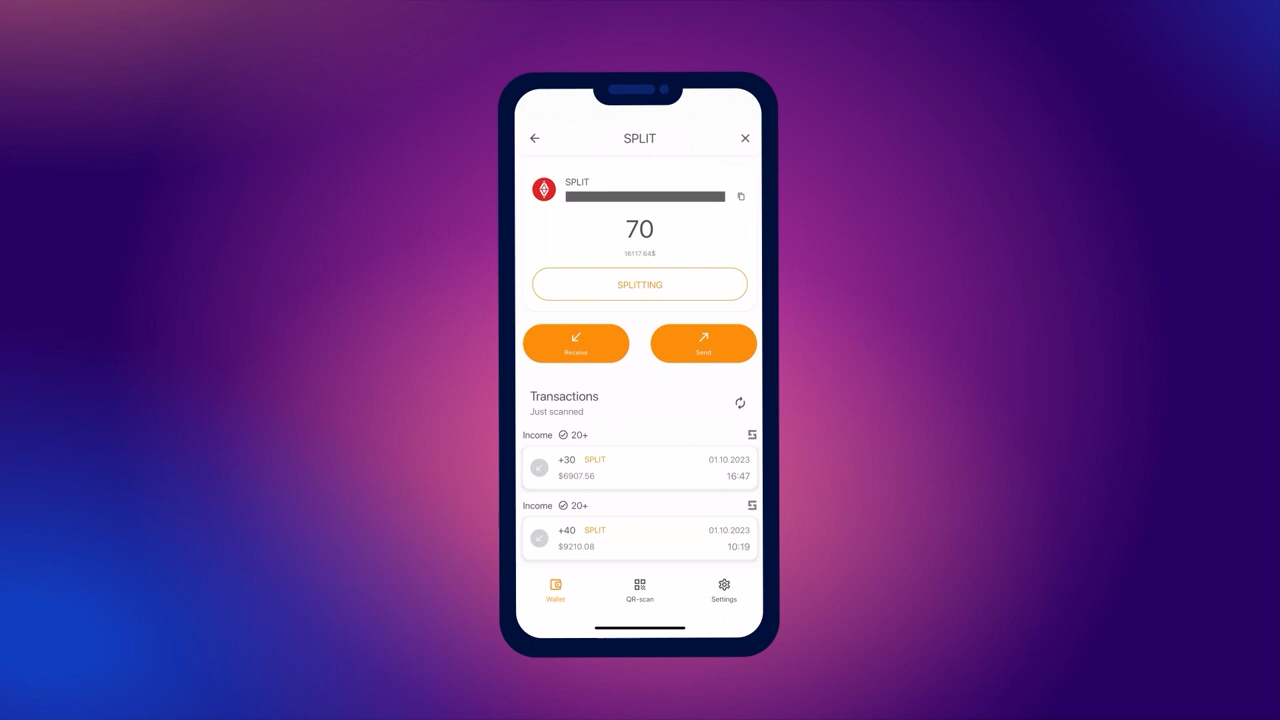 SPLIT
SPLIT
70
16117.64$
SPLITTING
Receive
Send
Transactions
Just scanned
Income 20+
+30 SPLIT 01.10.2023
$6907.56 16:47
Income 20+
+40 SPLIT 01.10.2023
$9210.08 10:19
Wallet QR-scan Settings